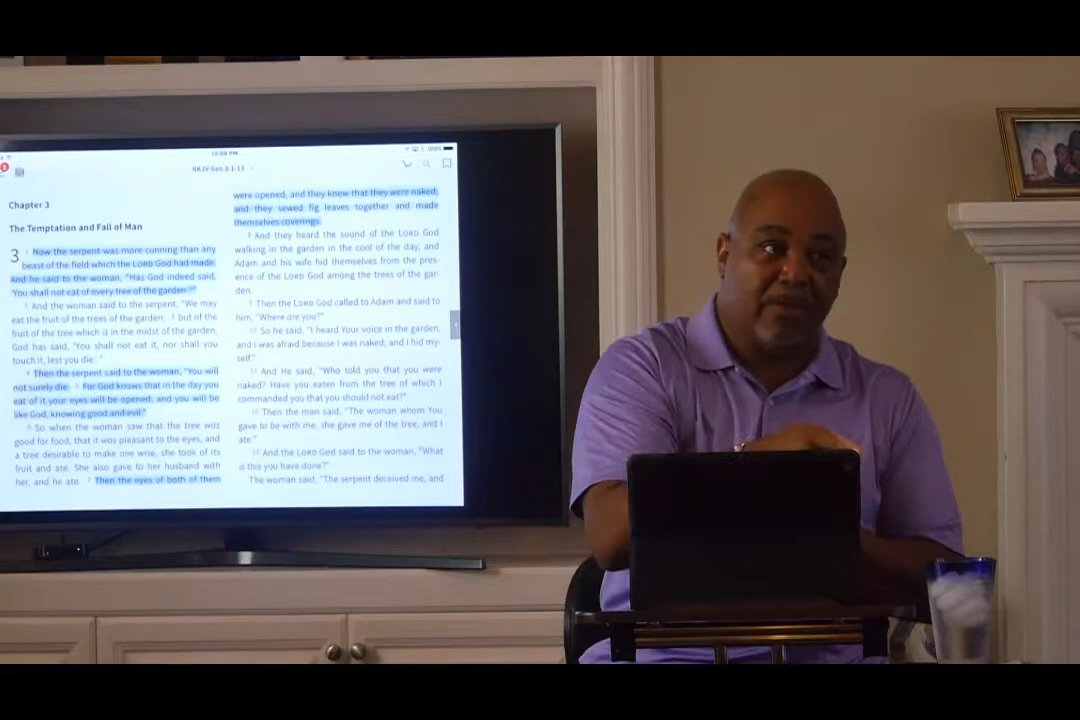 12:00 PM
100%
NKJV Gen 3:1-13
Chapter 3
The Temptation and Fall of Man
3 1 Now the serpent was more cunning than any
beast of the field which the LORD God had made.
And he said to the woman, "Has God indeed said,
'You shall not eat of every tree of the garden'?"
2 And the woman said to the serpent, "We may
eat the fruit of the trees of the garden; 3 but of the
fruit of the tree which is in the midst of the garden,
God has said, 'You shall not eat it, nor shall you
touch it, lest you die.'"
4 Then the serpent said to the woman, "You will
not surely die. 5 For God knows that in the day you
eat of it your eyes will be opened, and you will be
like God, knowing good and evil."
6 So when the woman saw that the tree was
good for food, that it was pleasant to the eyes, and
a tree desirable to make one wise, she took of its
fruit and ate. She also gave to her husband with
her, and he ate. 7 Then the eyes of both of them
were opened, and they knew that they were naked;
and they sewed fig leaves together and made
themselves coverings.
8 And they heard the sound of the LORD God
walking in the garden in the cool of the day, and
Adam and his wife hid themselves from the pres-
ence of the LORD God among the trees of the gar-
den.
9 Then the LORD God called to Adam and said to
him, "Where are you?"
10 So he said, "I heard Your voice in the garden,
and I was afraid because I was naked; and I hid my-
self."
11 And He said, "Who told you that you were
naked? Have you eaten from the tree of which I
commanded you that you should not eat?"
12 Then the man said, "The woman whom You
gave to be with me, she gave me of the tree, and I
ate."
13 And the LORD God said to the woman, "What
is this you have done?"
The woman said, "The serpent deceived me, and